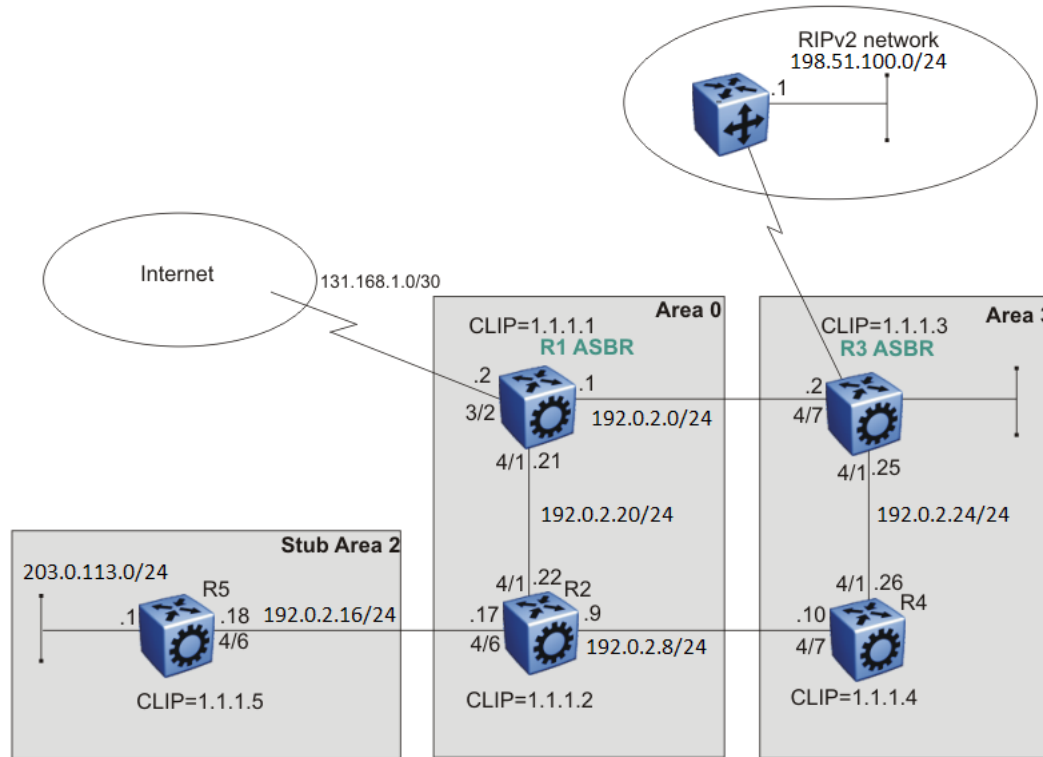 RIPv2 network
198.51.100.0/24
.1
Internet
131.168.1.0/30
Area 0
CLIP=1.1.1.1
R1 ASBR
.2
.1
3/2
192.0.2.0/24
4/1
.21
192.0.2.20/24
Area 3
CLIP=1.1.1.3
R3 ASBR
.2
4/7
4/1
.25
192.0.2.24/24
Stub Area 2
203.0.113.0/24
R5
.1
.18
4/6
192.0.2.16/24
CLIP=1.1.1.5
4/1
.22
R2
.17
.9
4/6
192.0.2.8/24
CLIP=1.1.1.2
4/1
.26
R4
.10
4/7
CLIP=1.1.1.4